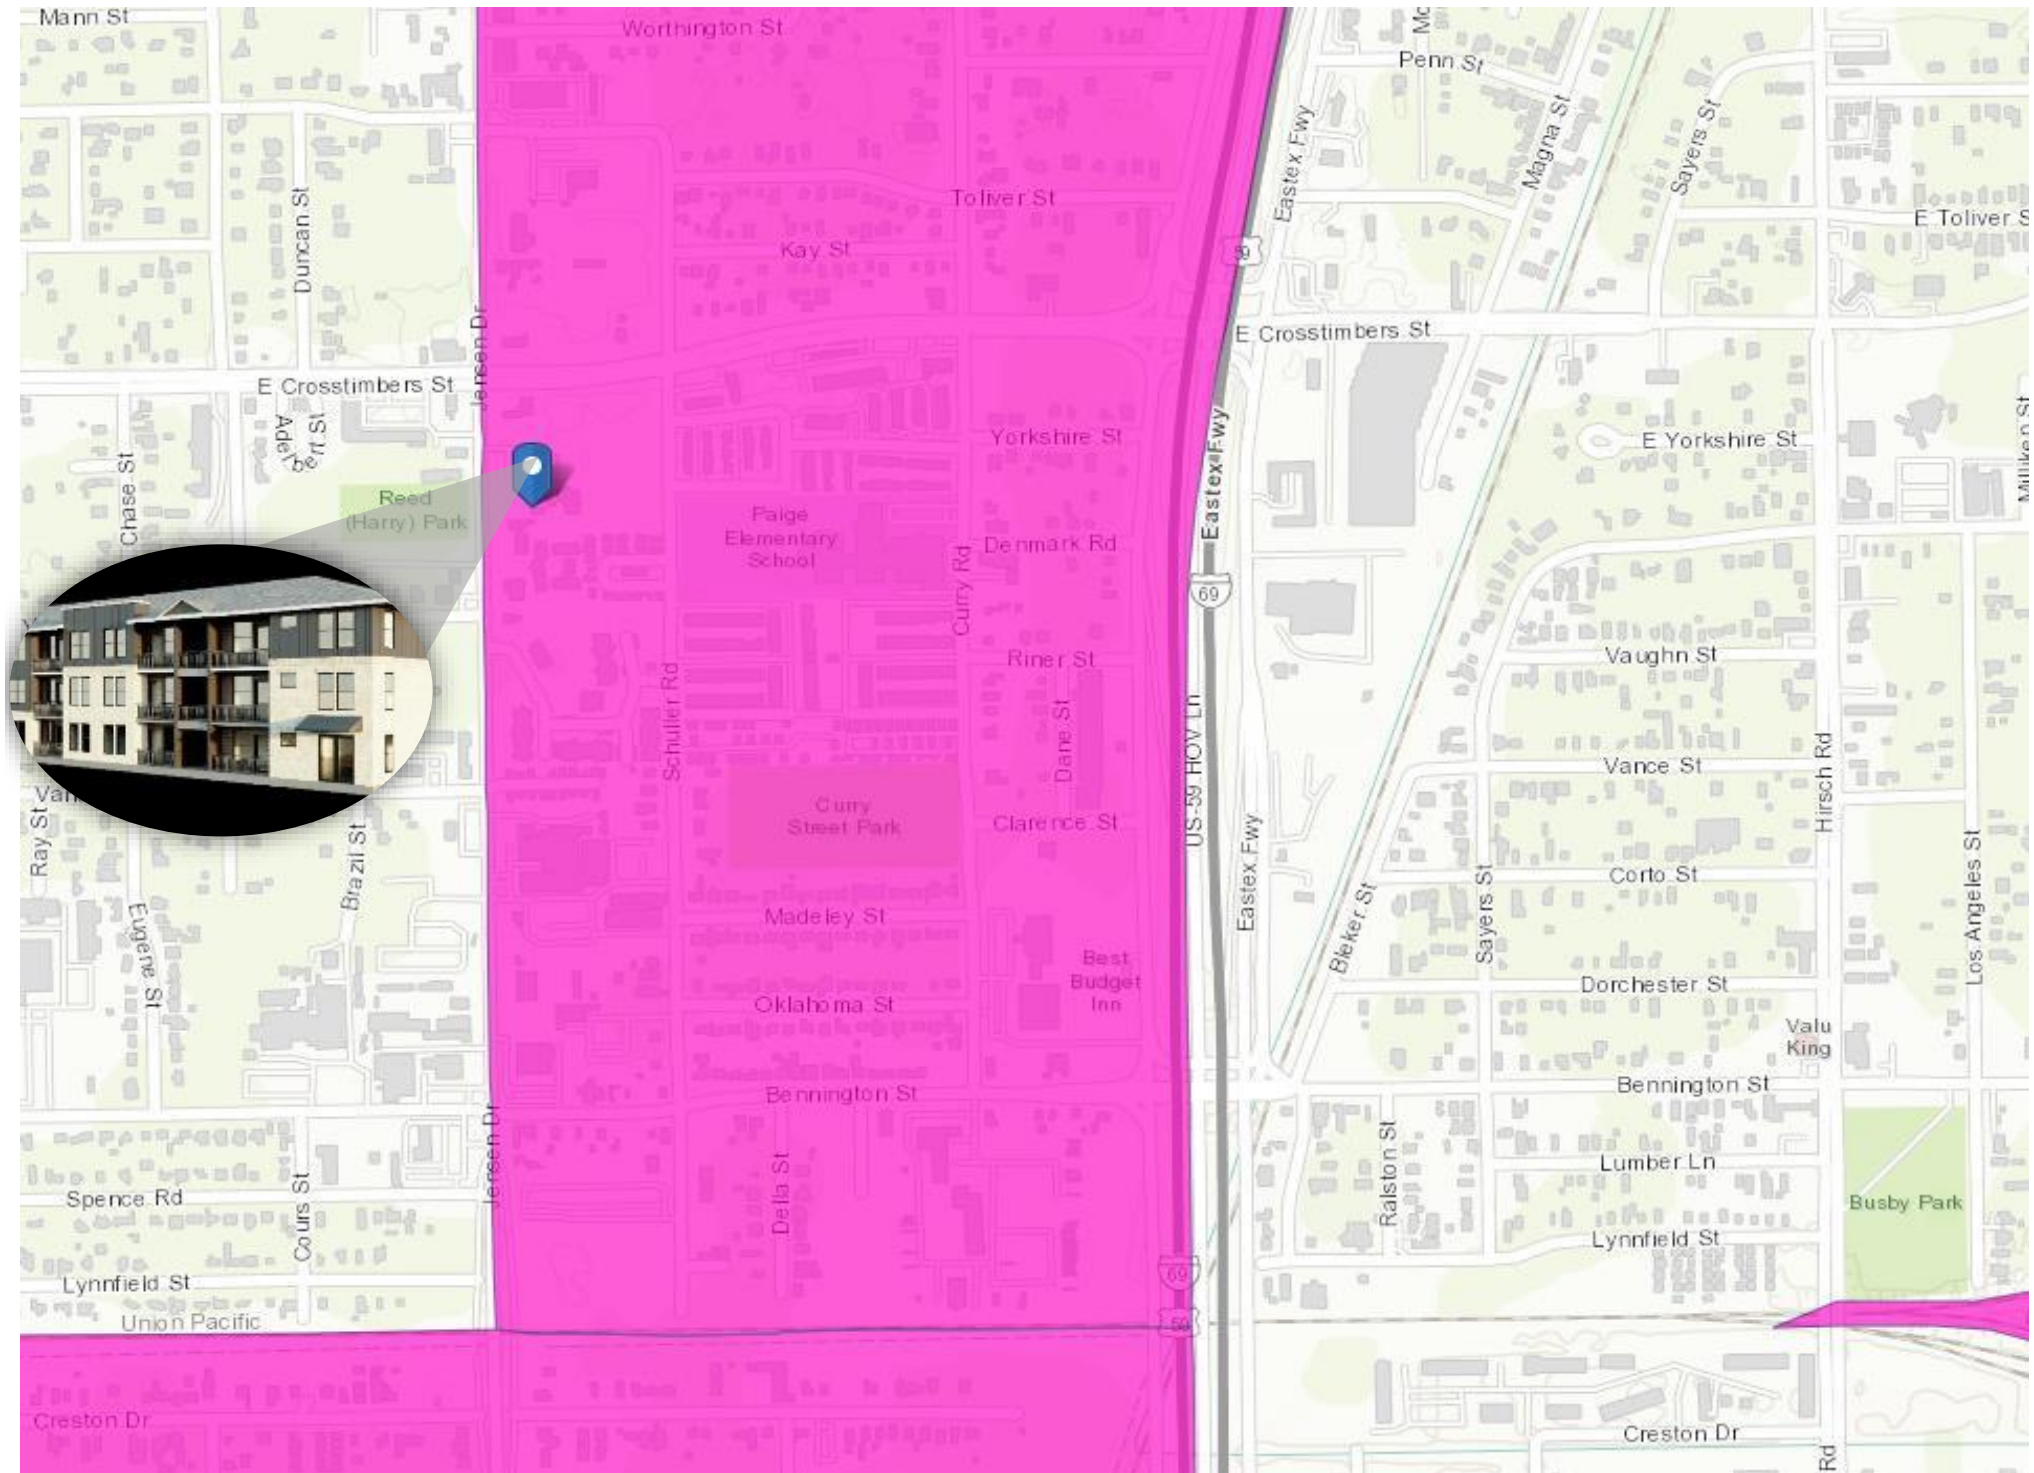 Mann St
Worthington St
Penn St
Magna St
Sayers St
Eastex Fwy
Duncan St
Toliver St
E Toliver S
Kay St
59
Jensen Dr
E Crosstimbers St
E Crosstimbers St
Adelbert St
Chase St
Yorkshire St
Eastex Fwy
E Yorkshire St
Milliken St
Reed
(Harry) Park
Paige
Elementary
School
Denmark Rd
Curry Rd
69
Riner St
Vaughn St
Schuller Rd
Dane St
US-59 HOV Ln
Vance St
Hirsch Rd
Van
Ray St
Brazil St
Curry
Street Park
Clarence St
Eastex Fwy
Corto St
Bleker St
Sayers St
Los Angeles St
Eugene St
Madeley St
Best
Budget
Inn
Dorchester St
Oklahoma St
Valu
King
Bennington St
Bennington St
Jensen Dr
Ralston St
Lumber Ln
Della St
Spence Rd
Cours St
Busby Park
Lynnfield St
Lynnfield St
69
59
Union Pacific
Creston Dr
Creston Dr
Rd